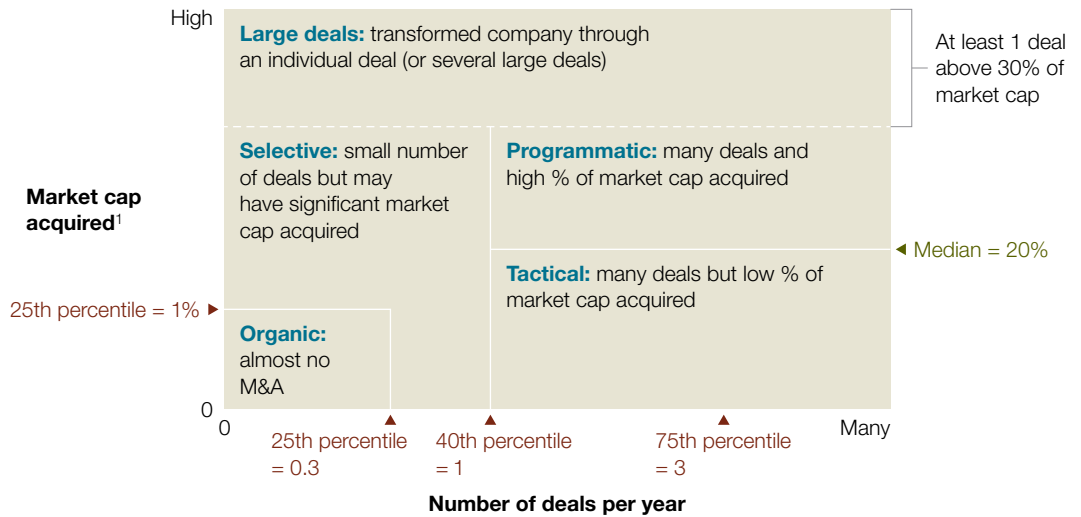 High
Large deals: transformed company through
an individual deal (or several large deals)
At least 1 deal
above 30% of
market cap
Selective: small number
of deals but may
have significant market
cap acquired
Programmatic: many deals and
high % of market cap acquired
Market cap
acquired1
Median = 20%
Tactical: many deals but low % of
market cap acquired
25th percentile = 1%
Organic:
almost no
M&A
0
0
Many
25th percentile
= 0.3
40th percentile
= 1
75th percentile
= 3
Number of deals per year